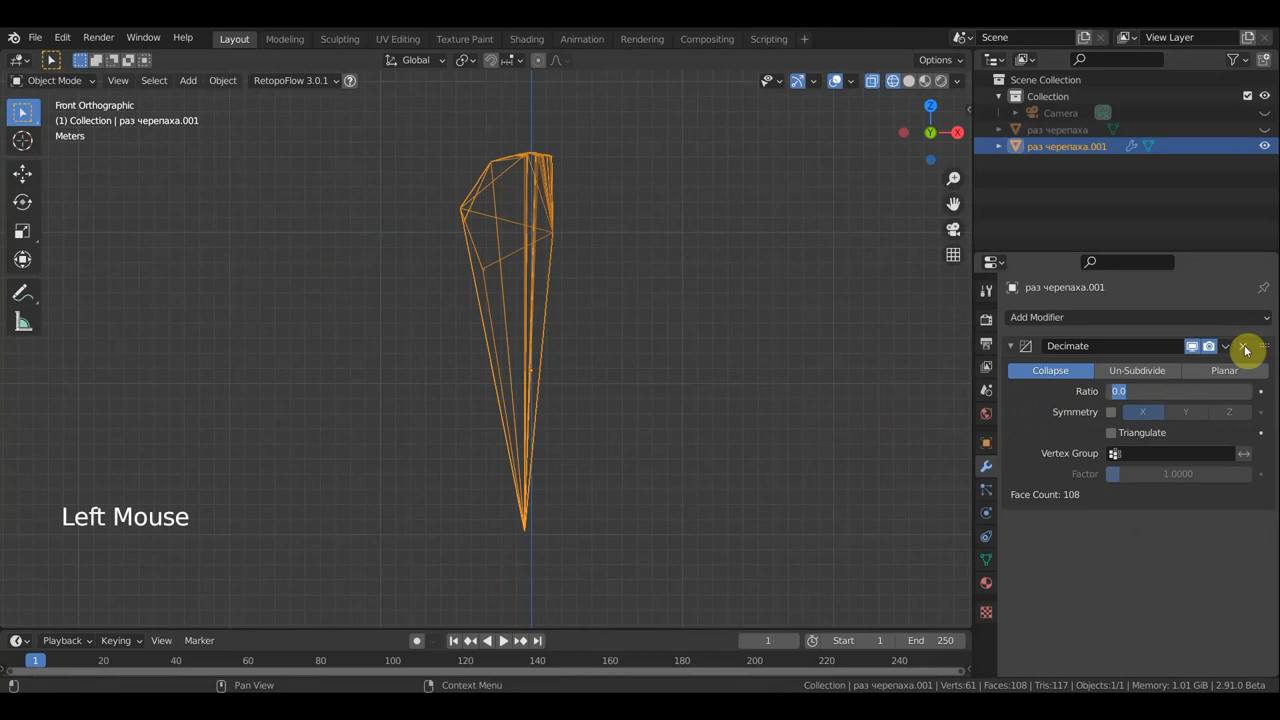 File Edit Render Window Help Layout Modeling Sculpting UV Editing Texture Paint Shading Animation Rendering Compositing Scripting + Scene View Layer
Global Options
Object Mode View Select Add Object RetopoFlow 3.0.1
Scene Collection
Collection
Camera
раз черепаха
раз черепаха.001
Front Orthographic
(1) Collection | раз черепаха.001
Meters
Z
X
Y
раз черепаха.001
Add Modifier
Decimate
Collapse Un-Subdivide Planar
Ratio 0.0
Symmetry X Y Z
Triangulate
Vertex Group
Factor 1.0000
Face Count: 108
Left Mouse
Playback Keying View Marker 1 Start 1 End 250
1 20 40 60 80 100 120 140 160 180 200 220 240
Pan View Context Menu Collection | раз черепаха.001 | Verts:61 | Faces:108 | Tris:117 | Objects:1/1 | Memory: 1.01 GiB | 2.91.0 Beta